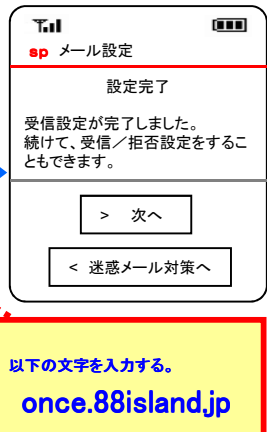 sp メール設定
設定完了
受信設定が完了しました。
続けて、受信／拒否設定をするこ
ともできます。
> 次へ
< 迷惑メール対策へ
以下の文字を入力する。
once.88island.jp